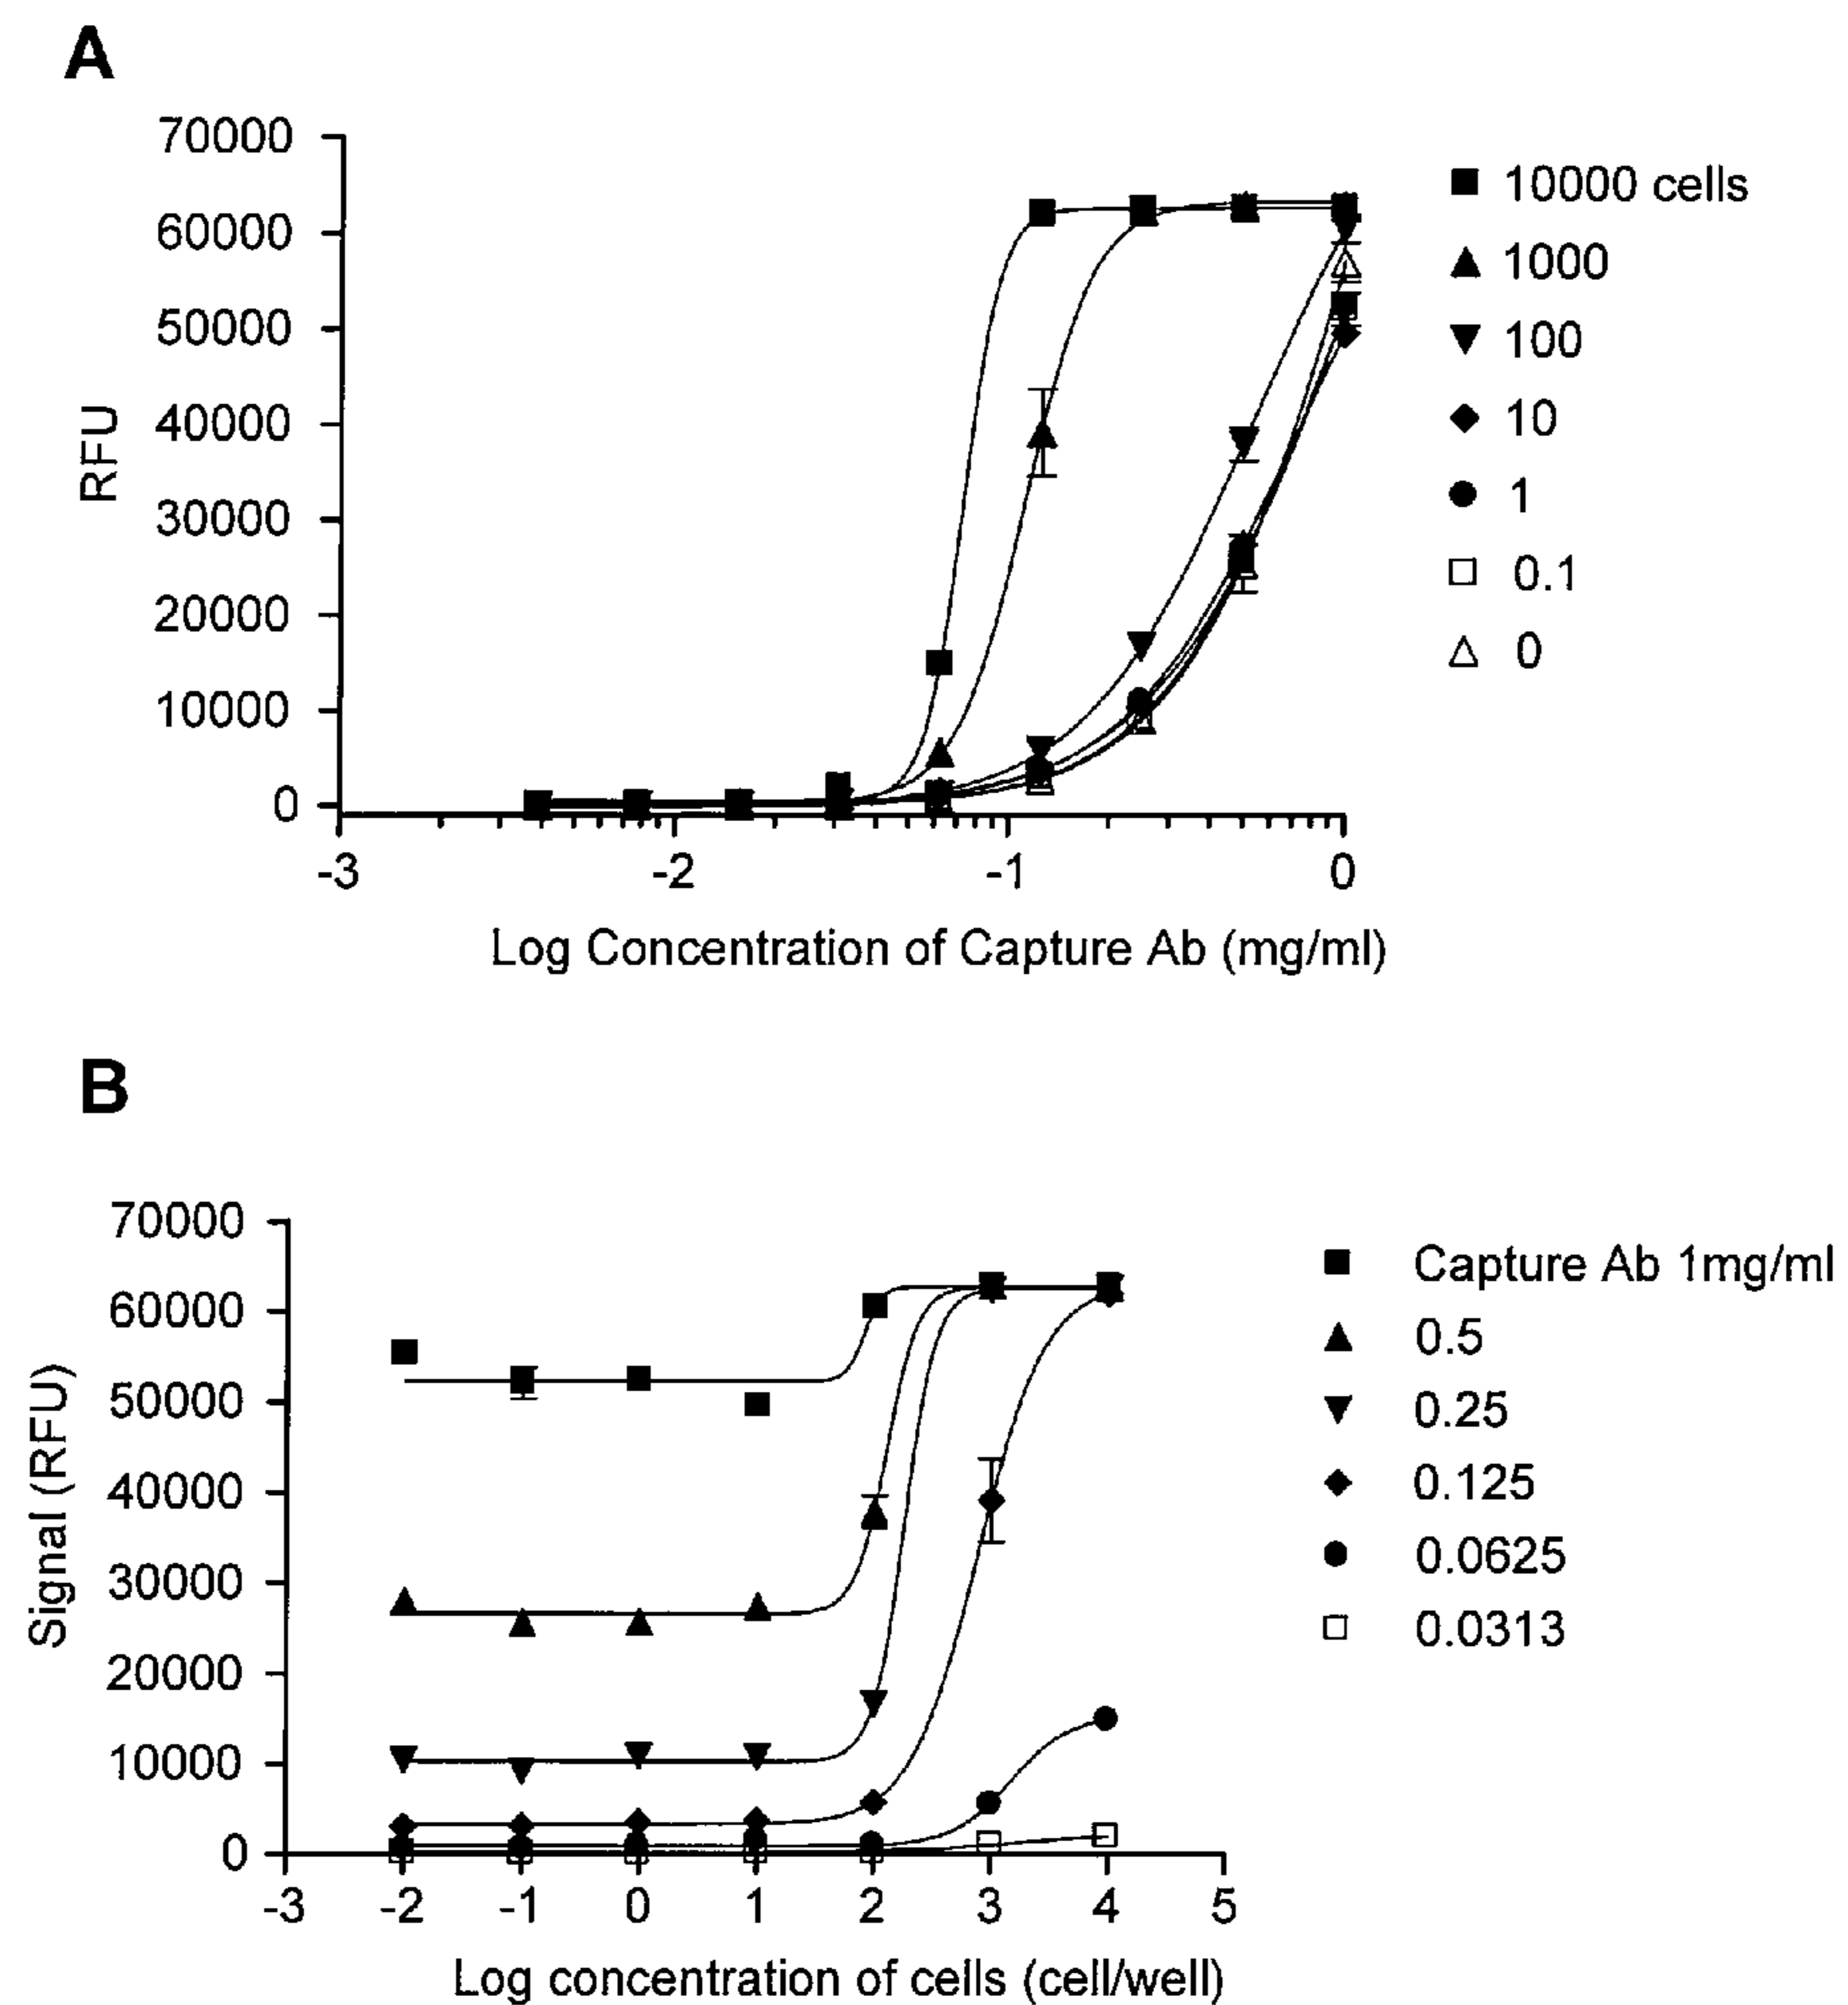 A
70000
60000
50000
40000
30000
20000
10000
0
RFU
-3 -2 -1 0
Log Concentration of Capture Ab (mg/ml)
10000 cells
1000
100
10
1
0.1
0
B
70000
60000
50000
40000
30000
20000
10000
0
Signal (RFU)
-3 -2 -1 0 1 2 3 4 5
Log concentration of cells (cell/well)
Capture Ab 1mg/ml
0.5
0.25
0.125
0.0625
0.0313